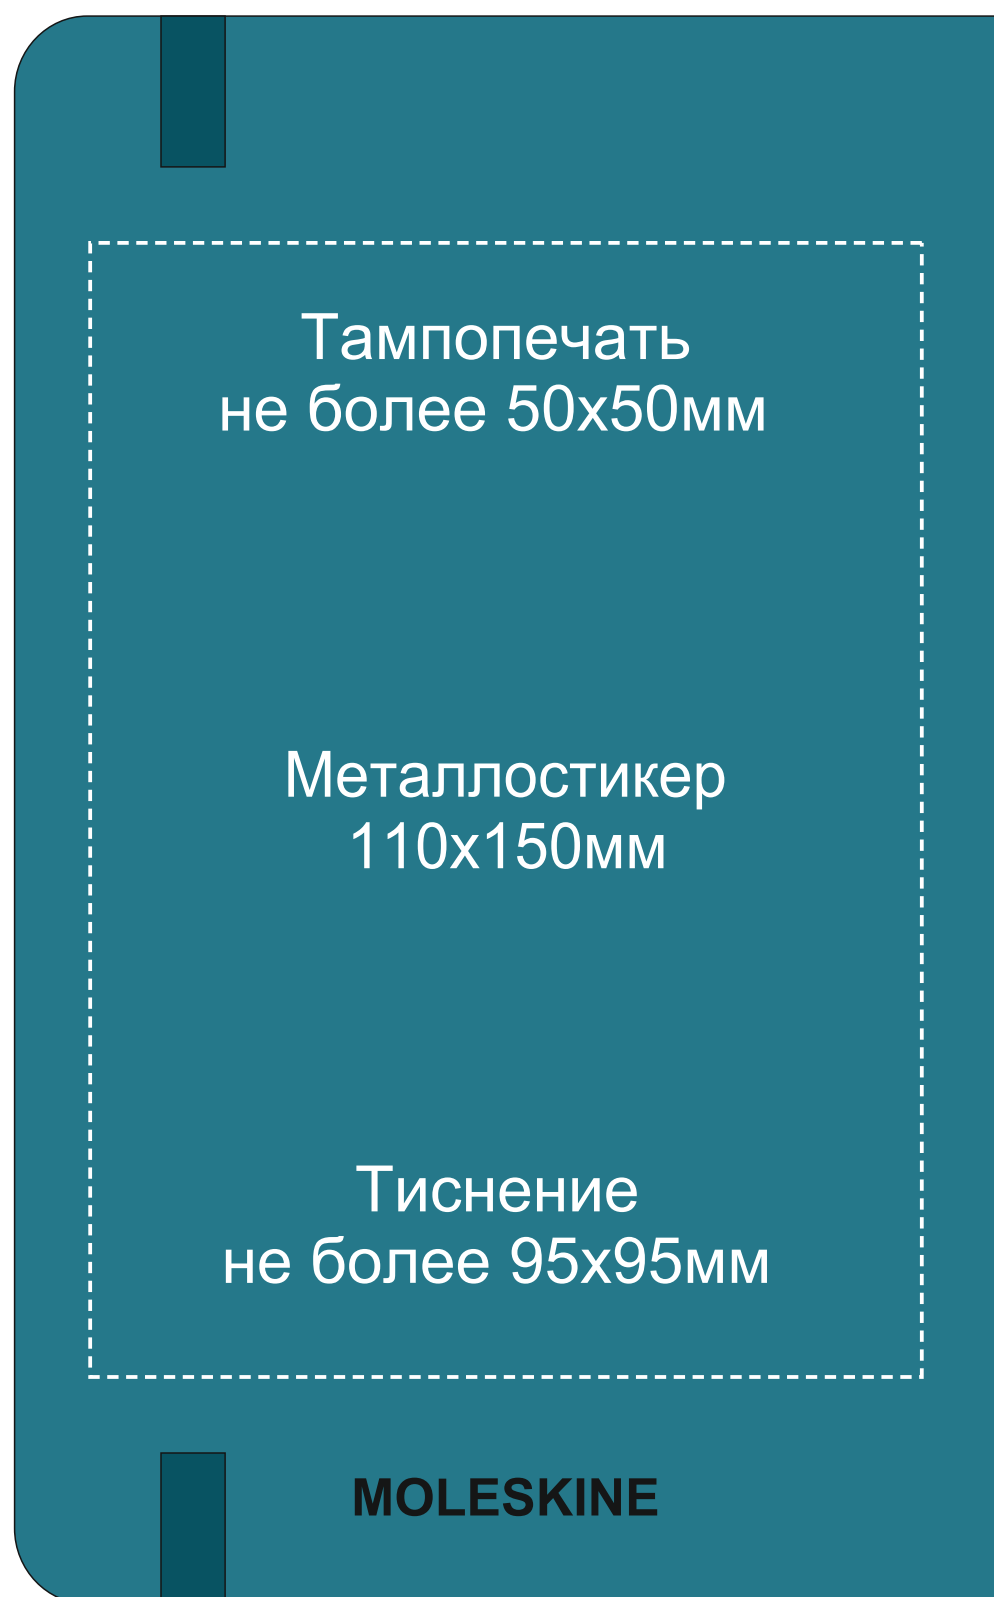 Тампопечать
не более 50х50мм
Металлостикер
110х150мм
Тиснение
не более 95х95мм
MOLESKINE